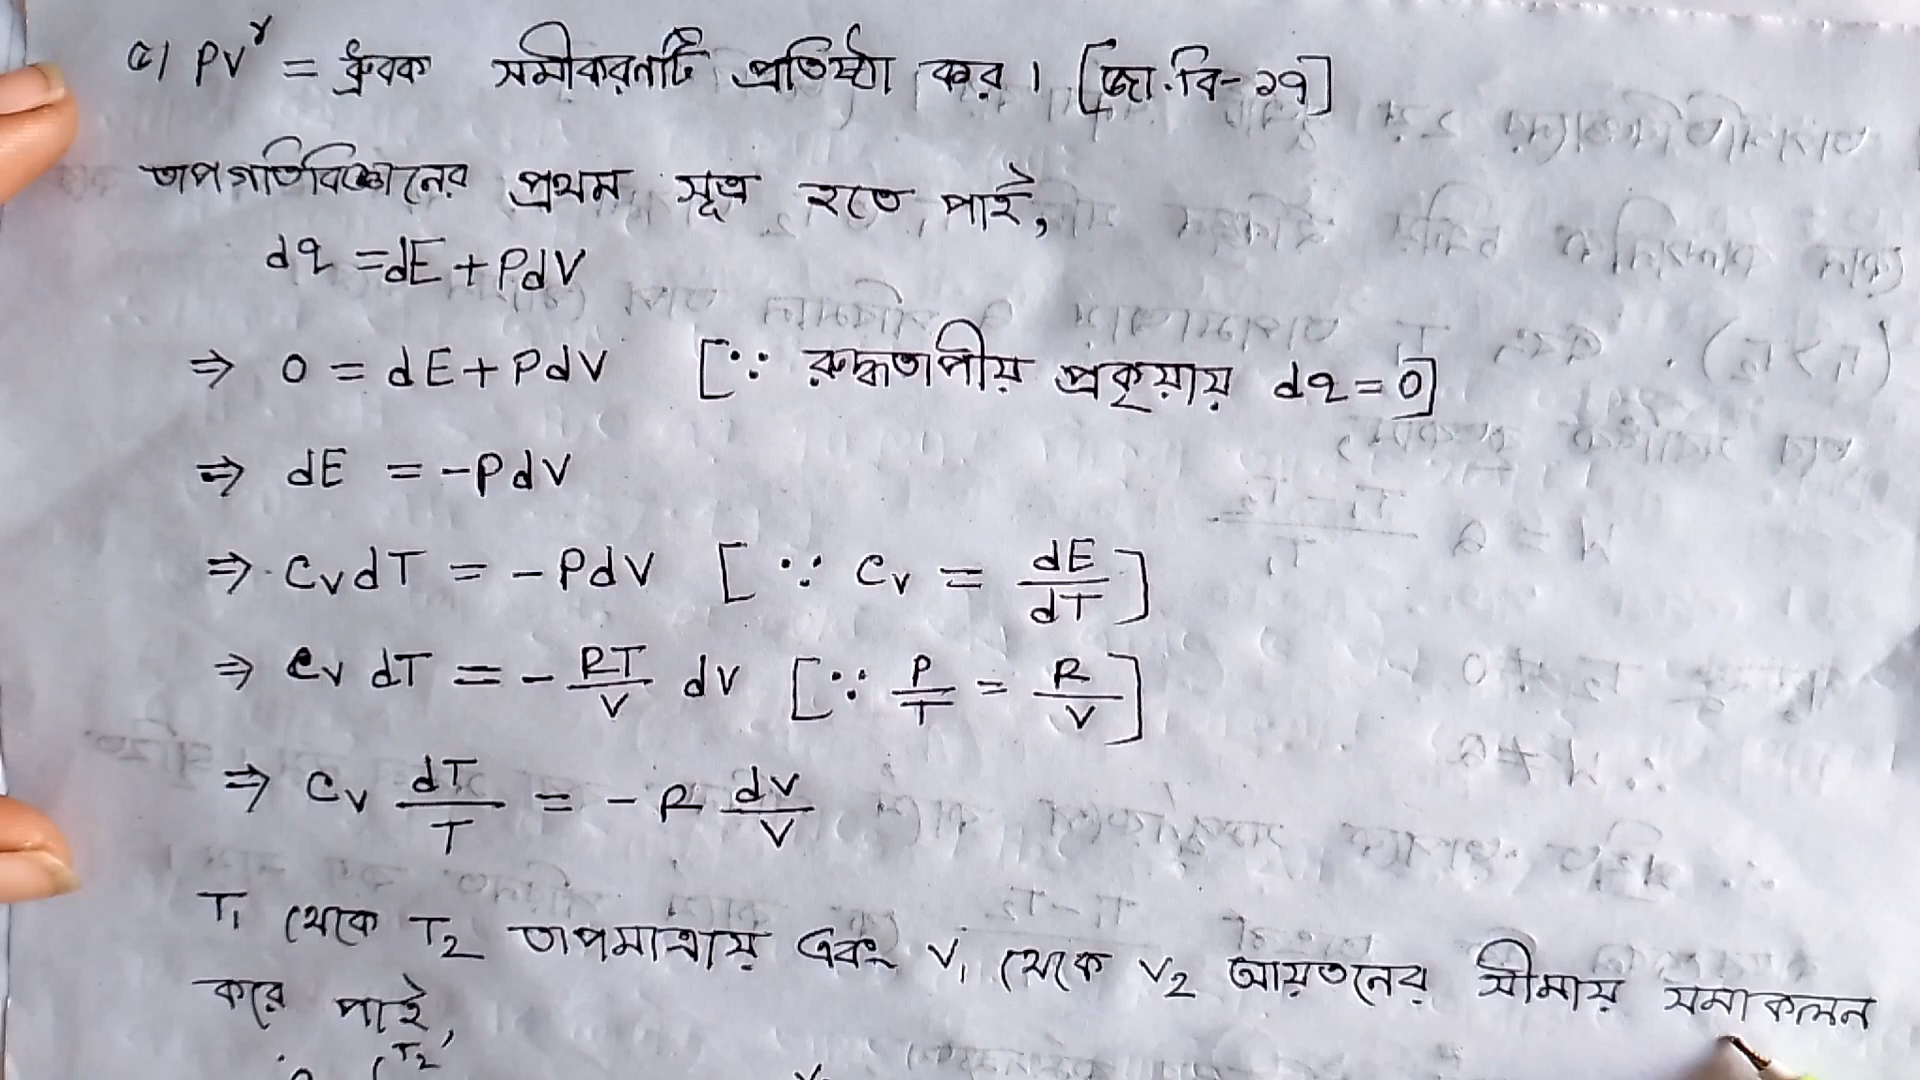 ৫। PV^γ = ধ্রুবক সমীকরনটি প্রতিষ্ঠা কর। [জা.বি-১৭]
তাপগতিবিজ্ঞানের প্রথম সূত্র হতে পাই,
dq = dE + PdV
⇒ 0 = dE + PdV [∵ রুদ্ধতাপীয় প্রকৃয়ায় dq = 0]
⇒ dE = -PdV
⇒ CvdT = -PdV [∵ Cv = dE/dT]
⇒ Cv dT = - RT/V dV [∵ P/T = R/V]
⇒ Cv dT/T = - R dV/V
T₁ থেকে T₂ তাপমাত্রায় এবং V₁ থেকে V₂ আয়তনের সীমায় সমাকলন
করে পাই,